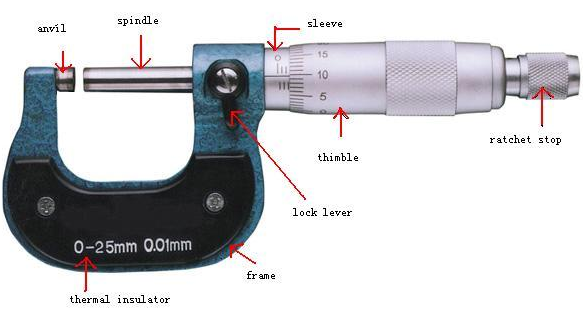 anvil
spindle
sleeve
0
15
10
5
0
ratchet stop
thimble
lock lever
0-25mm 0.01mm
frame
thermal insulator